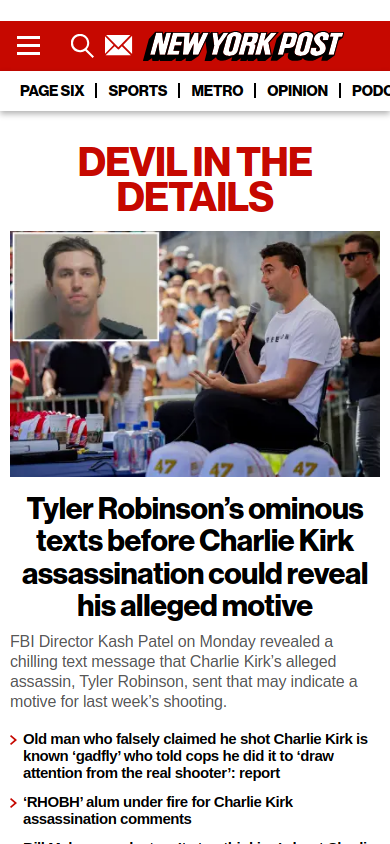 NEW YORK POST
PAGE SIX
SPORTS
METRO
OPINION
DEVIL IN THE
DETAILS
47
47
47
Tyler Robinson’s ominous
texts before Charlie Kirk
assassination could reveal
his alleged motive
FBI Director Kash Patel on Monday revealed a
chilling text message that Charlie Kirk’s alleged
assassin, Tyler Robinson, sent that may indicate a
motive for last week’s shooting.
Old man who falsely claimed he shot Charlie Kirk is
known ‘gadfly’ who told cops he did it to ‘draw
attention from the real shooter’: report
‘RHOBH’ alum under fire for Charlie Kirk
assassination comments